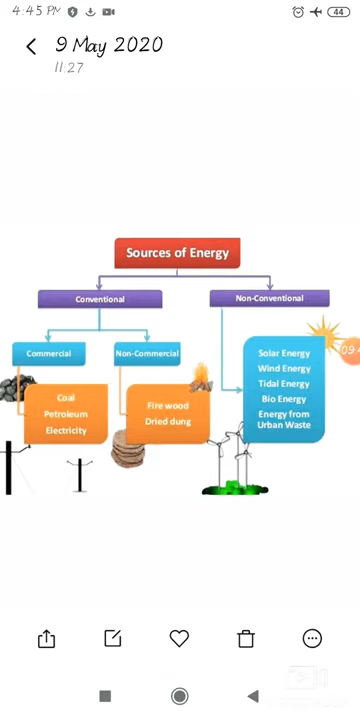 4:45 PM
44
9 May 2020
11:27
Sources of Energy
Conventional
Non-Conventional
Commercial
Non-Commercial
Coal
Petroleum
Electricity
Fire wood
Dried dung
Solar Energy
Wind Energy
Tidal Energy
Bio Energy
Energy from
Urban Waste